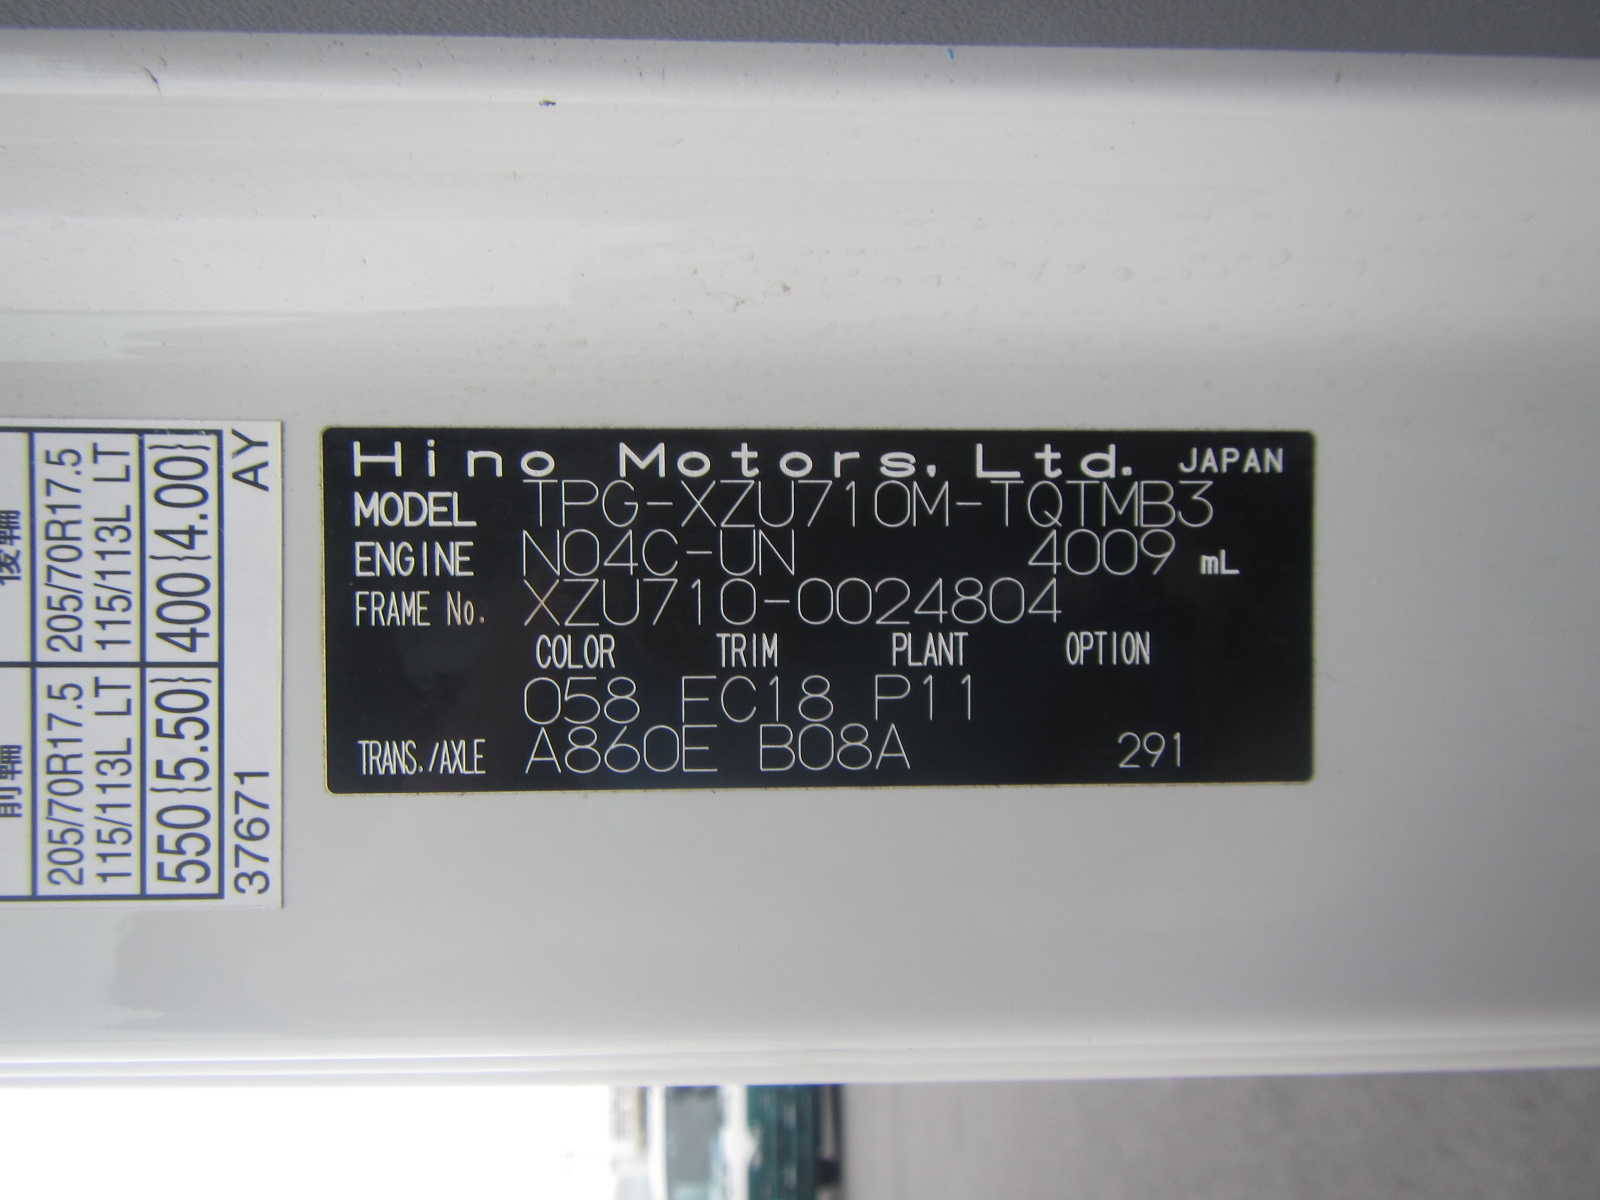 Hino Motors, Ltd. JAPAN
MODEL TPG-XZU710M-TQTMB3
ENGINE N04C-UN 4009 mL
FRAME No. XZU710-0024804
COLOR TRIM PLANT OPTION
058 FC18 P11
TRANS./AXLE A860E B08A 291
前輪 後輪
205/70R17.5 205/70R17.5
115/113L LT 115/113L LT
550{5.50} 400{4.00}
37671 AY